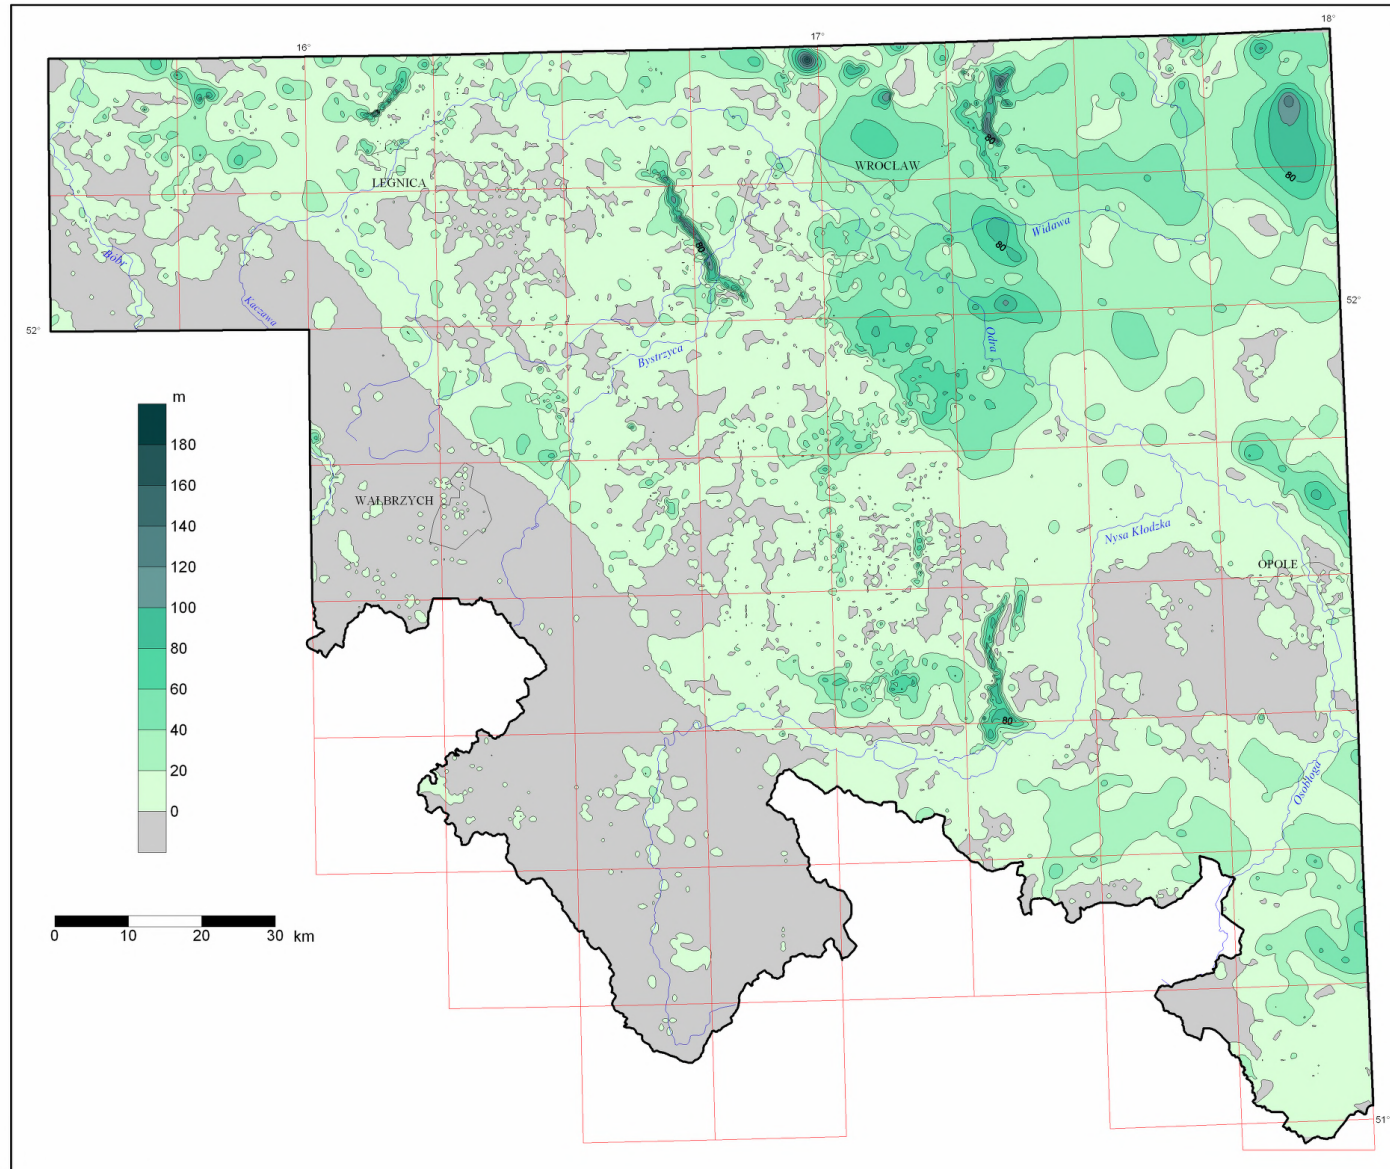 16°
17°
18°
WROCŁAW
LEGNICA
80
80
80
80
Widawa
Bóbr
Kaczawa
52°
52°
Odra
Bystrzyca
m
180
160
140
120
100
80
60
40
20
0
WAŁBRZYCH
Nysa Kłodzka
OPOLE
80
Osobłoga
0 10 20 30 km
51°